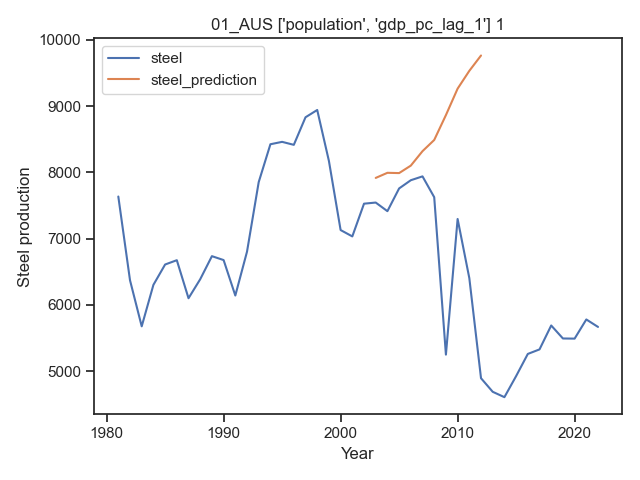 01_AUS ['population', 'gdp_pc_lag_1'] 1
steel
steel_prediction
10000
9000
8000
7000
6000
5000
Steel production
1980
1990
2000
2010
2020
Year